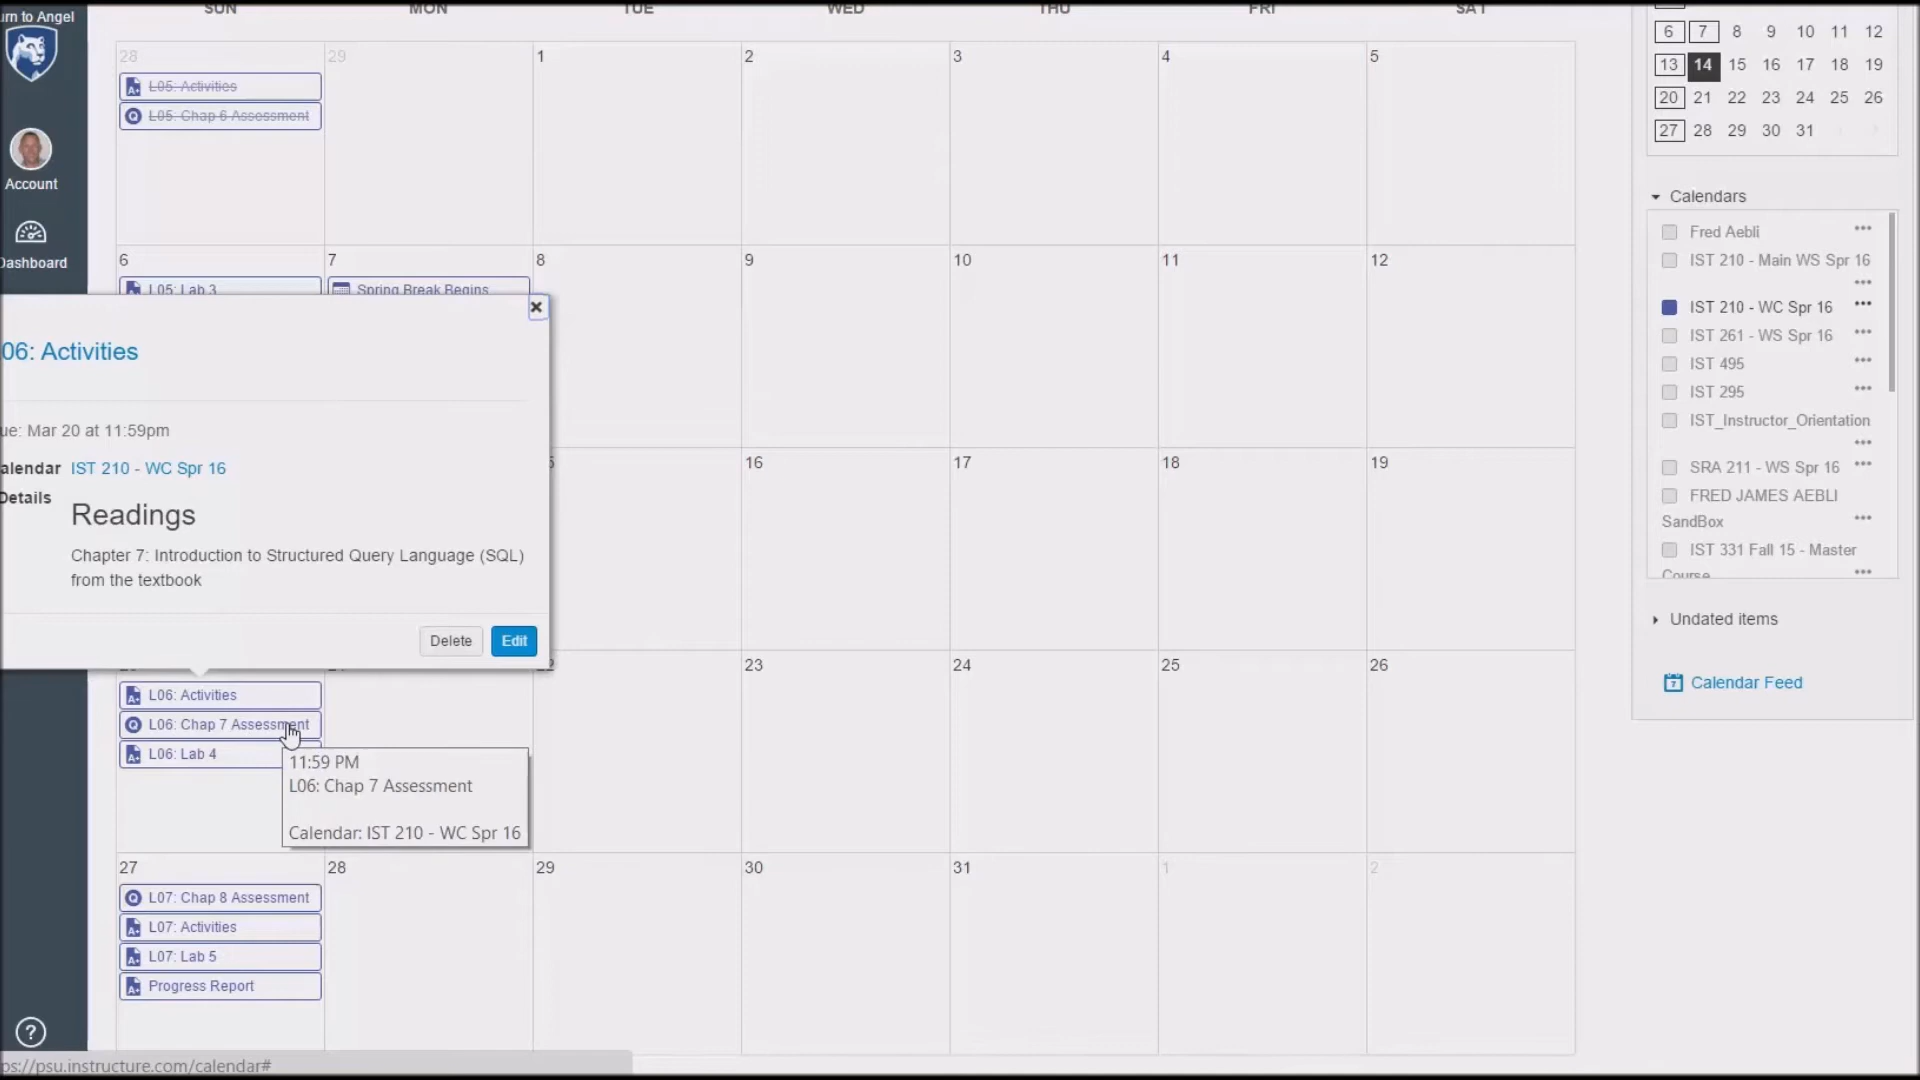 urn to Angel
Account
Dashboard
SUN MON TUE WED THU FRI SAT
28 29 1 2 3 4 5
L05: Activities
L05: Chap 6 Assessment
6 7 8 9 10 11 12
L05: Lab 3
Spring Break Begins
06: Activities
ue: Mar 20 at 11:59pm
alendar IST 210 - WC Spr 16
Details
Readings
Chapter 7: Introduction to Structured Query Language (SQL)
from the textbook
Delete Edit
5 16 17 18 19
22 23 24 25 26
L06: Activities
L06: Chap 7 Assessment
L06: Lab 4
11:59 PM
L06: Chap 7 Assessment
Calendar: IST 210 - WC Spr 16
27 28 29 30 31 1 2
L07: Chap 8 Assessment
L07: Activities
L07: Lab 5
Progress Report
ps://psu.instructure.com/calendar#
6 7 8 9 10 11 12
13 14 15 16 17 18 19
20 21 22 23 24 25 26
27 28 29 30 31
Calendars
Fred Aebli
IST 210 - Main WS Spr 16
IST 210 - WC Spr 16
IST 261 - WS Spr 16
IST 495
IST 295
IST_Instructor_Orientation
SRA 211 - WS Spr 16
FRED JAMES AEBLI
SandBox
IST 331 Fall 15 - Master
Course
Undated items
7 Calendar Feed